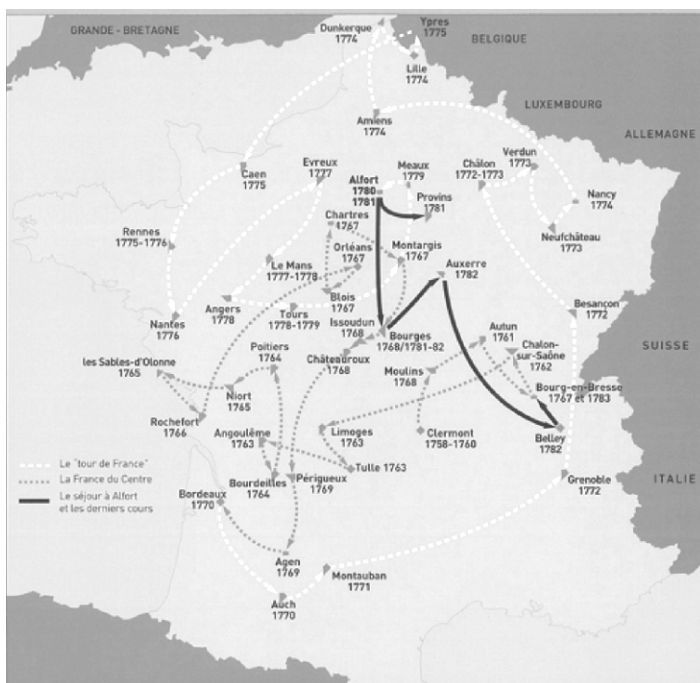 GRANDE-BRETAGNE
Dunkerque
1774
Ypres
1775
BELGIQUE
Lille
1774
LUXEMBOURG
Amiens
1774
ALLEMAGNE
Caen
1775
Evreux
1777
Alfort
1780
1781
Meaux
1779
Châlon
1772-1773
Verdun
1773
Provins
1781
Nancy
1774
Chartres
1767
Neufchâteau
1773
Rennes
1775-1776
Orléans
1767
Montargis
1767
Le Mans
1777-1778
Auxerre
1782
Blois
1767
Besançon
1772
Angers
1778
Tours
1778-1779
Nantes
1776
Issoudun
1768
Bourges
1768/1781-82
Autun
1761
Chalon-
sur-Saône
1762
SUISSE
Poitiers
1764
Châteauroux
1768
les Sables-d'Olonne
1765
Moulins
1768
Bourg-en-Bresse
1767 et 1783
Niort
1765
Rochefort
1766
Angoulême
1763
Limoges
1763
Clermont
1758-1760
Belley
1782
Tulle 1763
Le "tour de France"
La France du Centre
Le séjour à Alfort
et les derniers cours
Bourdeilles
1764
Périgueux
1769
Grenoble
1772
ITALIE
Bordeaux
1770
Agen
1769
Montauban
1771
Auch
1770